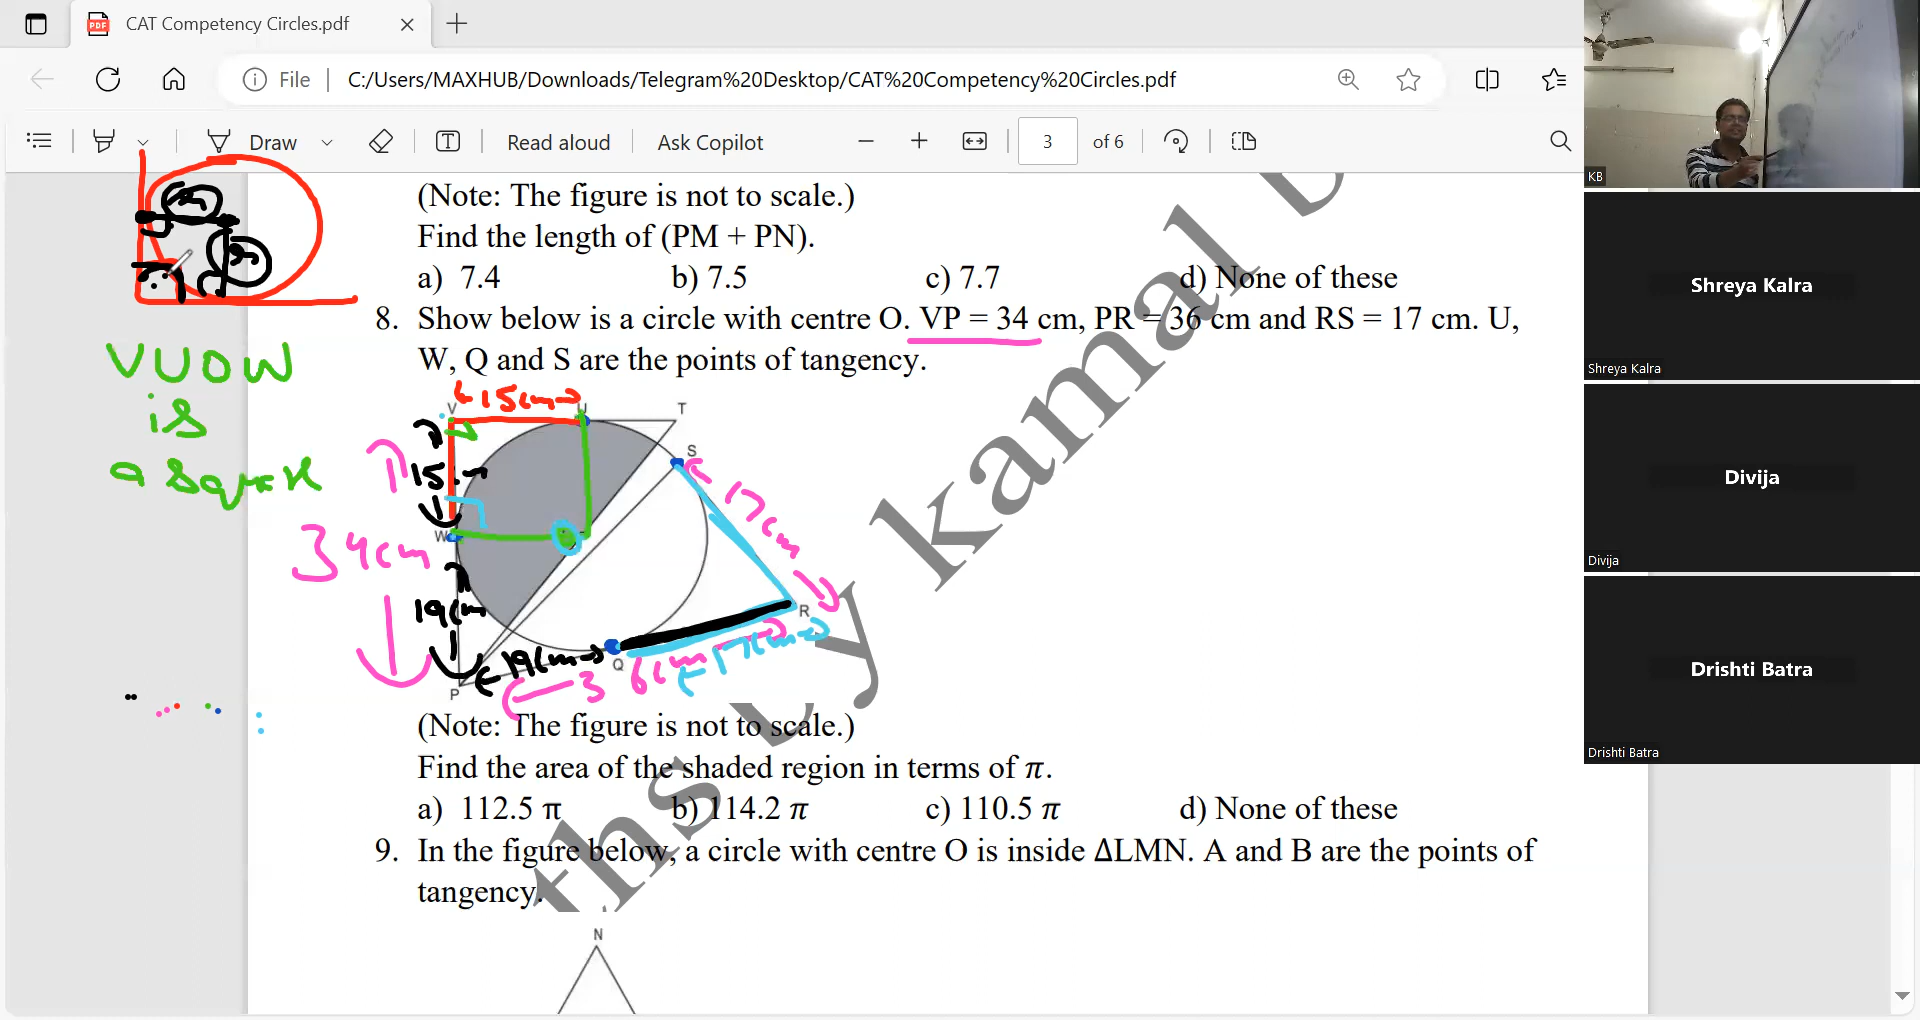 CAT Competency Circles.pdf
File
C:/Users/MAXHUB/Downloads/Telegram%20Desktop/CAT%20Competency%20Circles.pdf
Draw
Read aloud
Ask Copilot
3 of 6
(Note: The figure is not to scale.)
Find the length of (PM + PN).
a) 7.4 b) 7.5 c) 7.7 d) None of these
8. Show below is a circle with centre O. VP = 34 cm, PR = 36 cm and RS = 17 cm. U,
W, Q and S are the points of tangency.
VUOW
is
a square
V 15cm U T
S
15
17cm
W
34cm
19cm
R
19cm Q 36cm 17cm
P
(Note: The figure is not to scale.)
Find the area of the shaded region in terms of π.
a) 112.5 π b) 114.2 π c) 110.5 π d) None of these
9. In the figure below, a circle with centre O is inside ΔLMN. A and B are the points of
tangency.
N
ths by kamal
KB
Shreya Kalra
Shreya Kalra
Divija
Divija
Drishti Batra
Drishti Batra